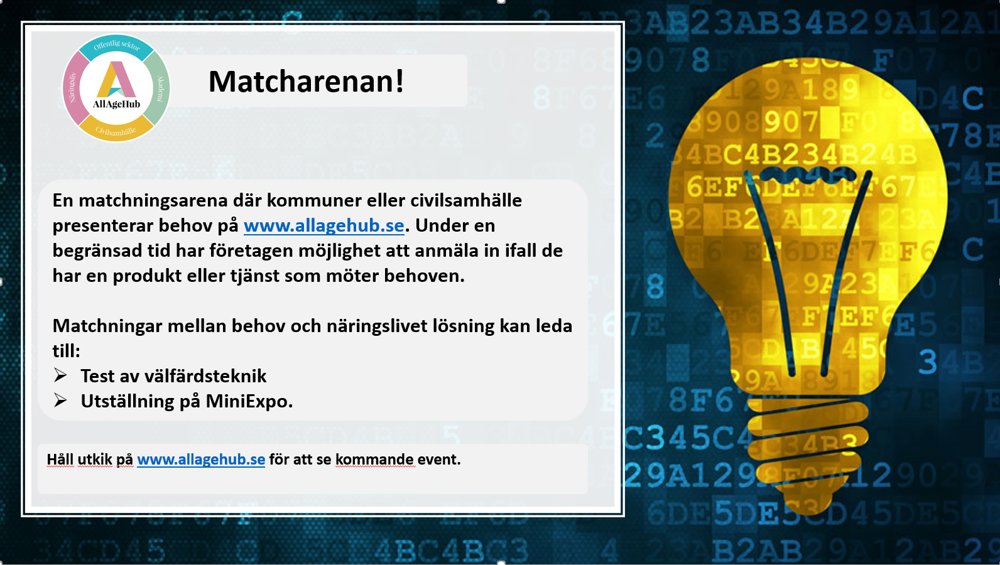 Offentlig sektor
Näringsliv
Akademi
AllAgeHub
Civilsamhälle
Matcharenan!
En matchningsarena där kommuner eller civilsamhälle
presenterar behov på www.allagehub.se. Under en
begränsad tid har företagen möjlighet att anmäla in ifall de
har en produkt eller tjänst som möter behoven.
Matchningar mellan behov och näringslivet lösning kan leda
till:
➢ Test av välfärdsteknik
➢ Utställning på MiniExpo.
Håll utkik på www.allagehub.se för att se kommande event.